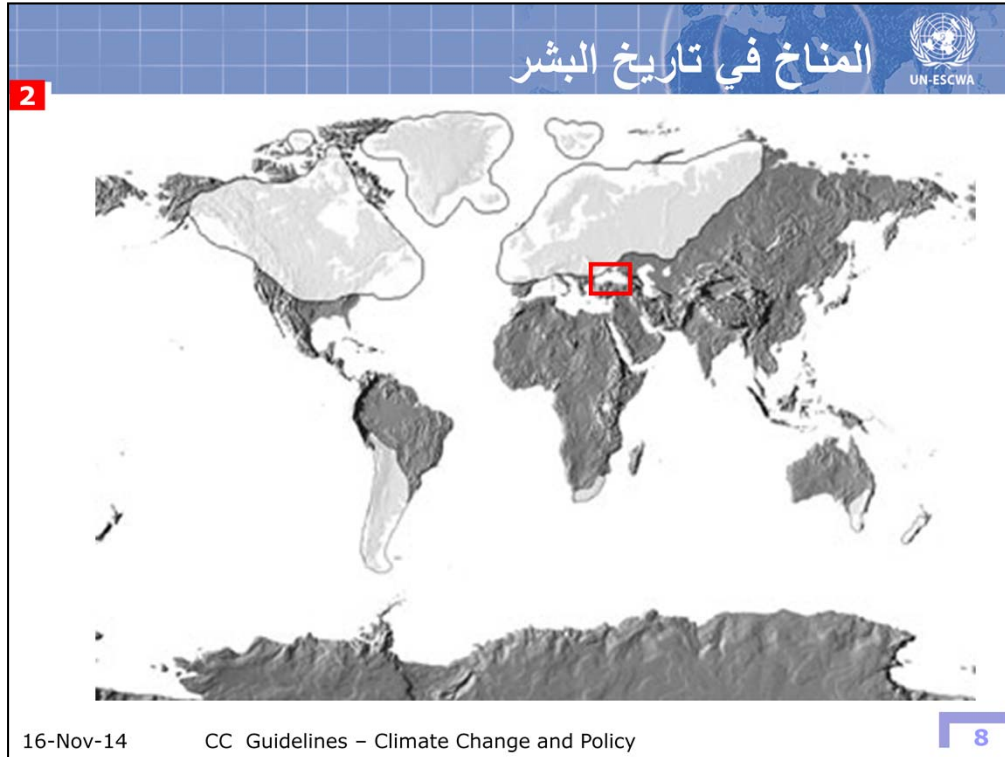 المناخ في تاريخ البشر
UN-ESCWA
2
16-Nov-14
CC Guidelines – Climate Change and Policy
8